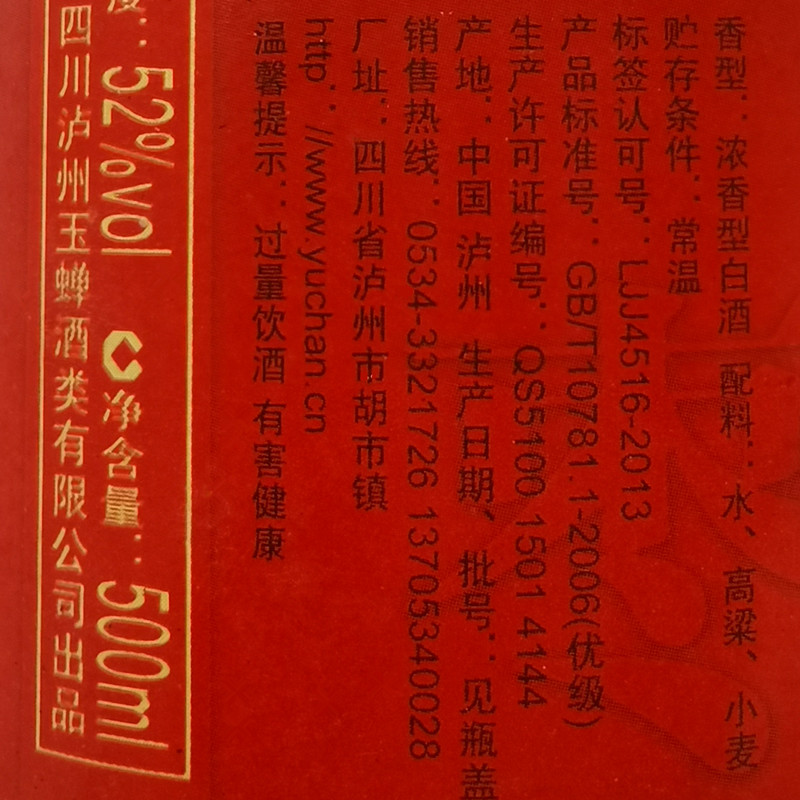 香型：浓香型白酒 配料：水、高粱、小麦
贮存条件：常温
标签认可号：LJJ4516-2013
产品标准号：GB/T10781.1-2006(优级)
生产许可证编号：QS5100 1501 4144
产地：中国 泸州 生产日期、批号：见瓶盖
销售热线：0534-3321726 13705340028
厂址：四川省泸州市胡市镇
http：//www.yuchan.cn
温馨提示：过量饮酒 有害健康
度：52%vol C净含量：500ml
四川泸州玉蝉酒类有限公司出品